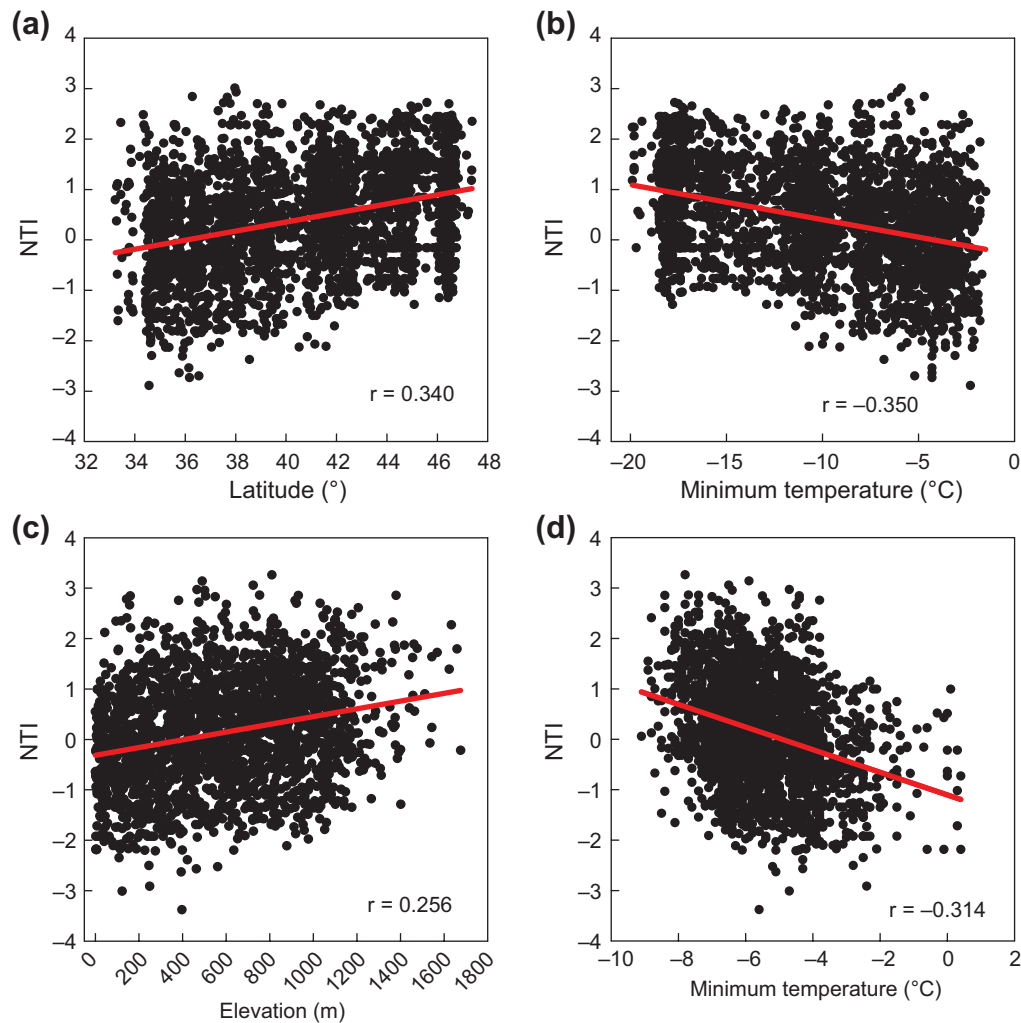 (a)
4
3
2
1
0
–1
–2
–3
–4
NTI
r = 0.340
32 34 36 38 40 42 44 46 48
Latitude (°)
(b)
4
3
2
1
0
–1
–2
–3
–4
NTI
r = –0.350
–20 –15 –10 –5 0
Minimum temperature (°C)
(c)
4
3
2
1
0
–1
–2
–3
–4
NTI
r = 0.256
0 200 400 600 800 1000 1200 1400 1600 1800
Elevation (m)
(d)
4
3
2
1
0
–1
–2
–3
–4
NTI
r = –0.314
–10 –8 –6 –4 –2 0 2
Minimum temperature (°C)